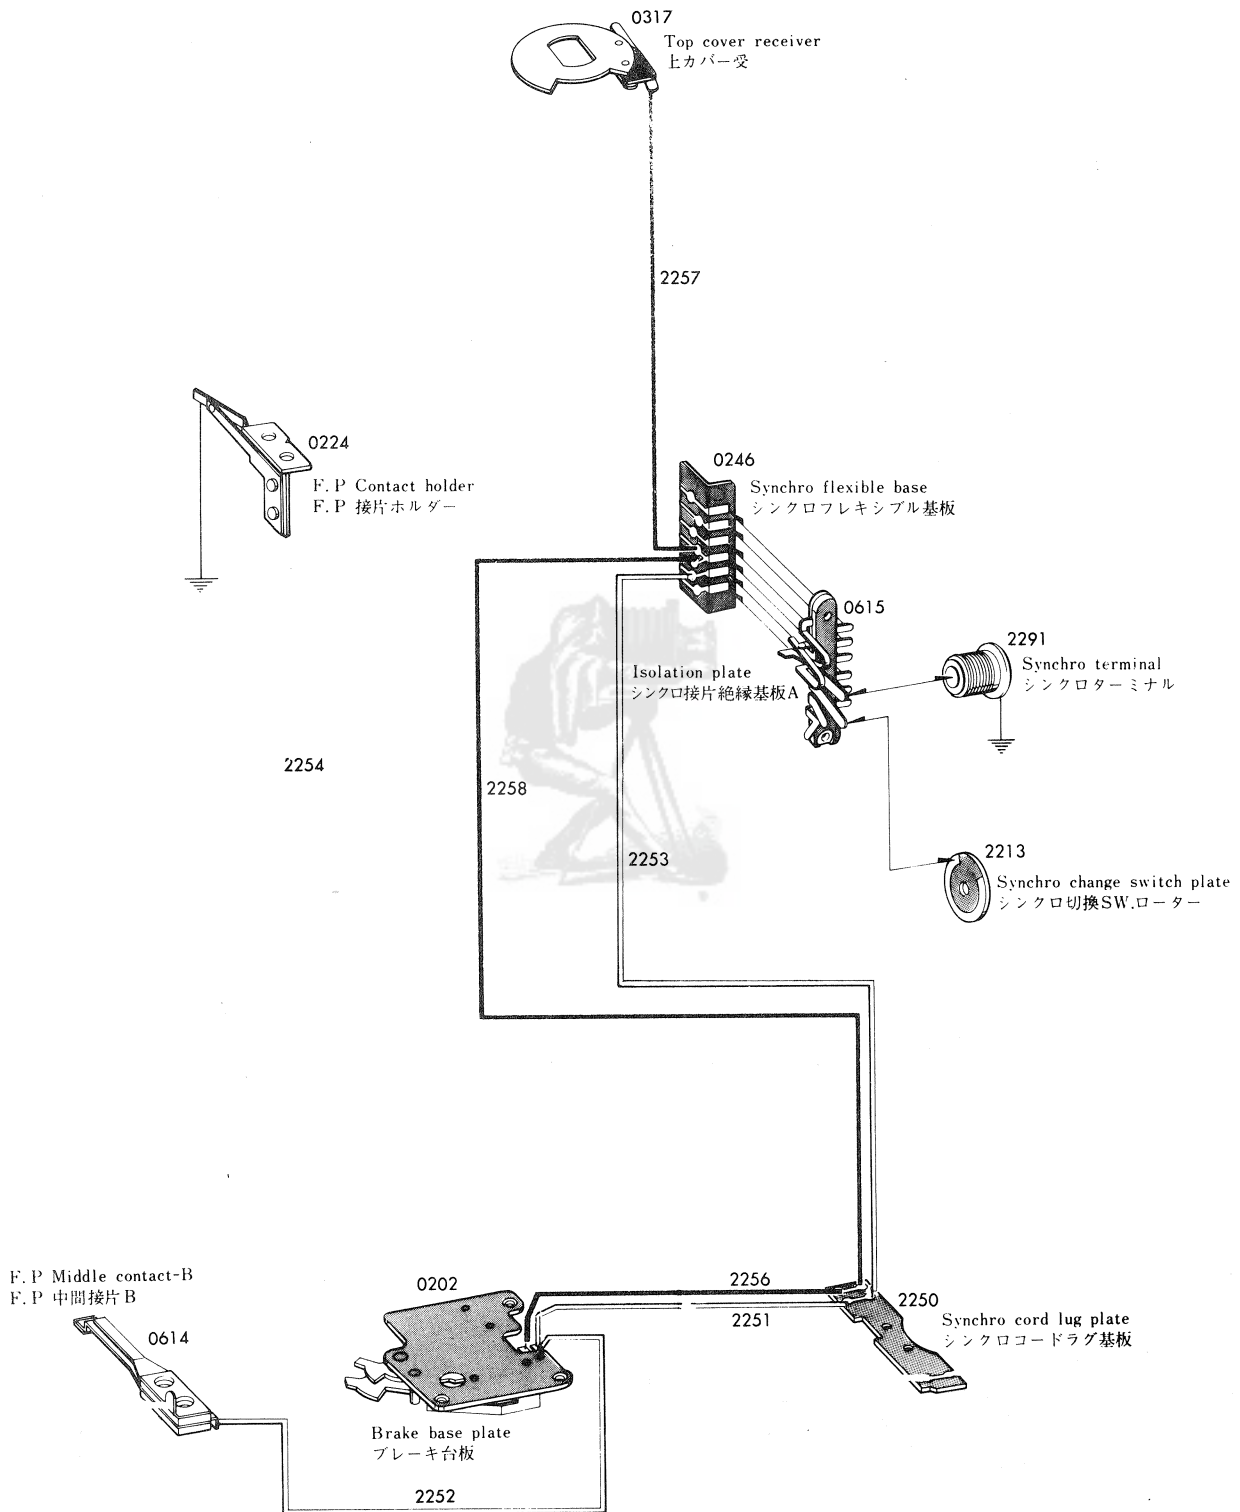 0317
Top cover receiver
上カバー受
2257
0224
F.P Contact holder
F.P 接片ホルダー
0246
Synchro flexible base
シンクロフレキシブル基板
0615
2291
Synchro terminal
シンクロターミナル
Isolation plate
シンクロ接片絶縁基板A
2254
2258
2253
2213
Synchro change switch plate
シンクロ切換SW.ローター
F.P Middle contact-B
F.P 中間接片B
0614
0202
2256
2251
2250
Synchro cord lug plate
シンクロコードラグ基板
Brake base plate
ブレーキ台板
2252